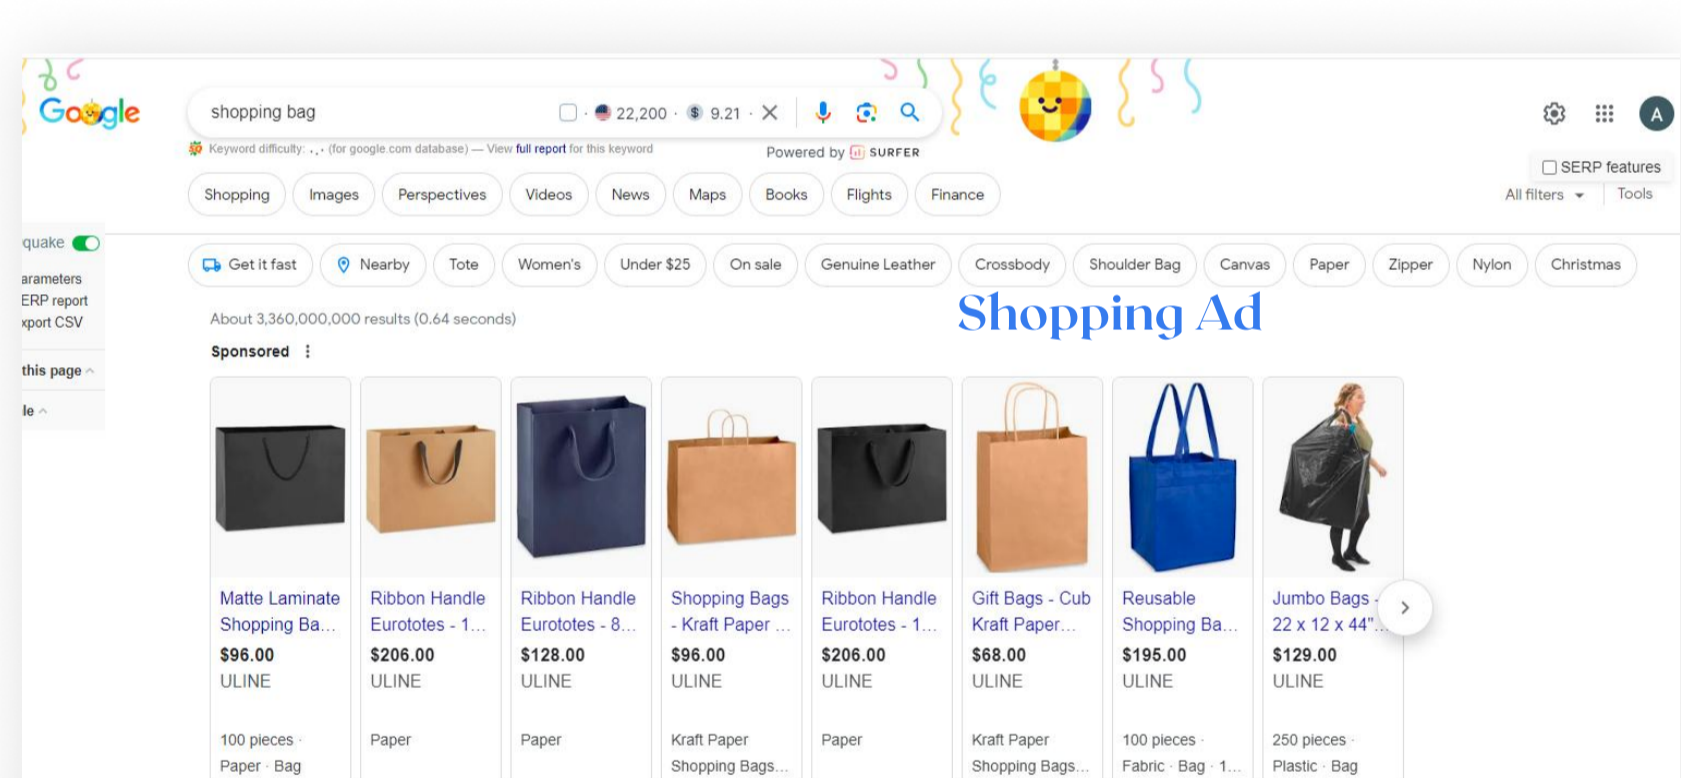 Google
shopping bag
22,200 · $ 9.21
Keyword difficulty: (for google.com database) — View full report for this keyword
Powered by SURFER
A
SERP features
Shopping Images Perspectives Videos News Maps Books Flights Finance
All filters Tools
quake
arameters
ERP report
xport CSV
this page
le
Get it fast Nearby Tote Women's Under $25 On sale Genuine Leather Crossbody Shoulder Bag Canvas Paper Zipper Nylon Christmas
Shopping Ad
About 3,360,000,000 results (0.64 seconds)
Sponsored
Matte Laminate
Shopping Ba...
$96.00
ULINE
100 pieces ·
Paper · Bag
Ribbon Handle
Eurototes - 1...
$206.00
ULINE
Paper
Ribbon Handle
Eurototes - 8...
$128.00
ULINE
Paper
Shopping Bags
- Kraft Paper ...
$96.00
ULINE
Kraft Paper
Shopping Bags...
Ribbon Handle
Eurototes - 1...
$206.00
ULINE
Paper
Gift Bags - Cub
Kraft Paper...
$68.00
ULINE
Kraft Paper
Shopping Bags...
Reusable
Shopping Ba...
$195.00
ULINE
100 pieces ·
Fabric · Bag · 1...
Jumbo Bags -
22 x 12 x 44"...
$129.00
ULINE
250 pieces ·
Plastic · Bag